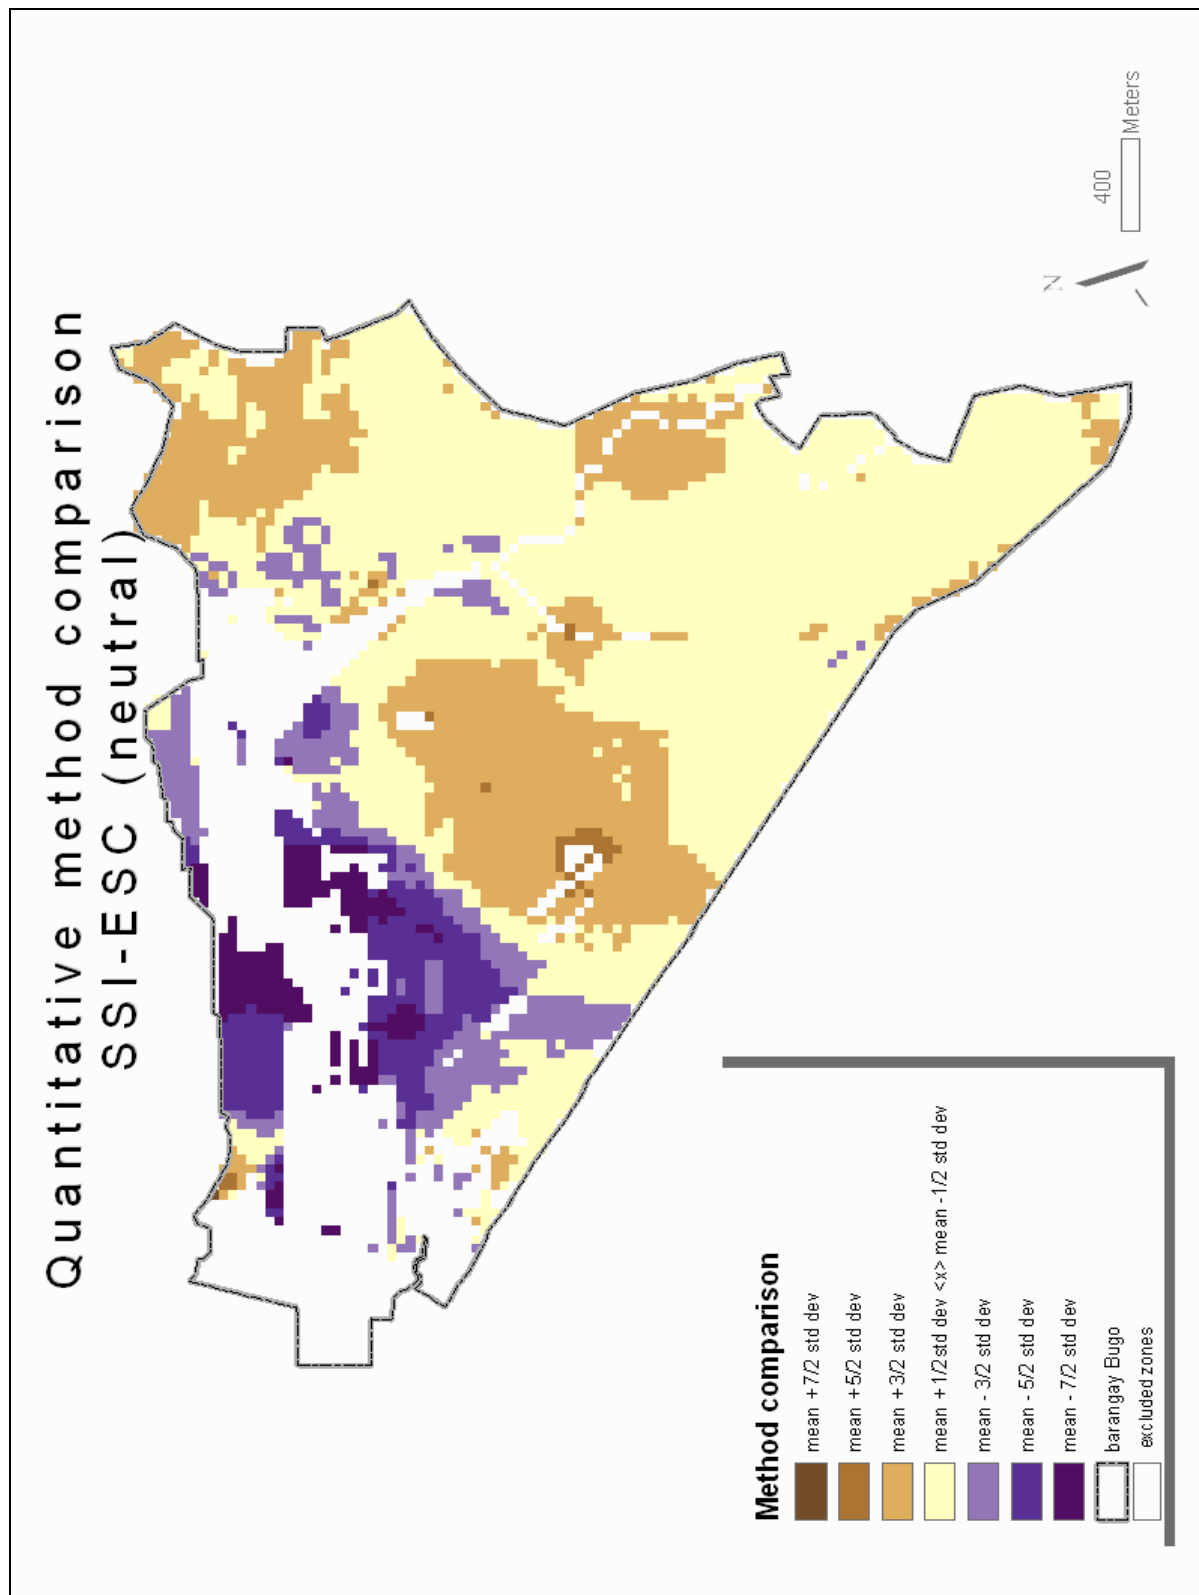 Quantitative method comparison
SSI-ESC (neutral)
Method comparison
mean +7/2 std dev
mean +5/2 std dev
mean +3/2 std dev
mean +1/2std dev <x> mean -1/2 std dev
mean - 3/2 std dev
mean - 5/2 std dev
mean - 7/2 std dev
barangay Bugo
excluded zones
N
400
Meters